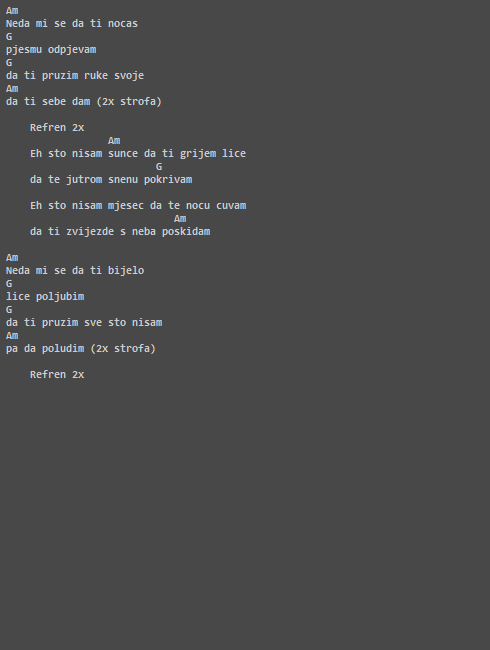 Am
Neda mi se da ti nocas
G
pjesmu odpjevam
G
da ti pruzim ruke svoje
Am
da ti sebe dam (2x strofa)
Refren 2x
Am
Eh sto nisam sunce da ti grijem lice
G
da te jutrom snenu pokrivam
Eh sto nisam mjesec da te nocu cuvam
Am
da ti zvijezde s neba poskidam
Am
Neda mi se da ti bijelo
G
lice poljubim
G
da ti pruzim sve sto nisam
Am
pa da poludim (2x strofa)
Refren 2x